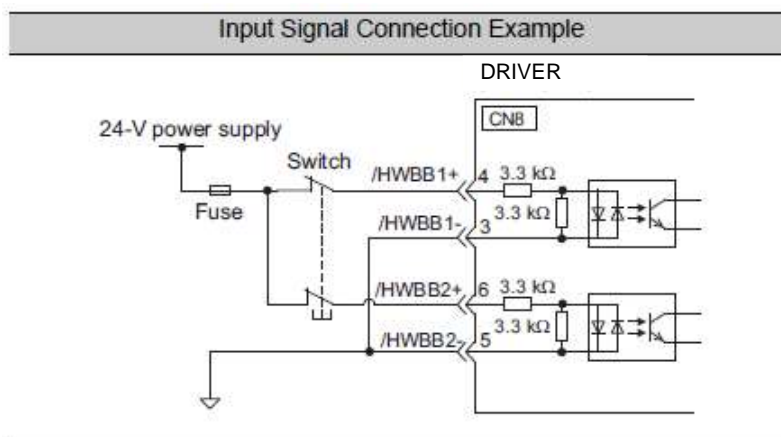 Input Signal Connection Example
DRIVER
CN8
24-V power supply
Switch
Fuse
/HWBB1+
4
3.3 kΩ
/HWBB1-
3
3.3 kΩ
/HWBB2+
6
3.3 kΩ
3.3 kΩ
/HWBB2-
5